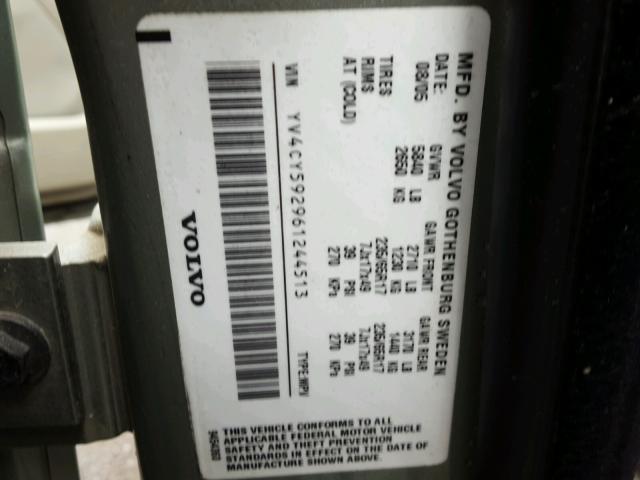 MFD. BY VOLVO GOTHENBURG SWEDEN
DATE: GVWR GAWR FRONT GAWR REAR
08/05 5840 LB 2710 LB 3170 LB
2650 KG 1230 KG 1440 KG
TIRES 235/65R17 235/65R17
RIMS 7Jx17x49 7Jx17x49
AT (COLD) 39 PSI 39 PSI
270 KPa 270 KPa
VIN YV4CY592961244513 TYPE:MPV
VOLVO
THIS VEHICLE CONFORMS TO ALL
APPLICABLE FEDERAL MOTOR VEHICLE
SAFETY AND THEFT PREVENTION
STANDARDS IN EFFECT ON THE DATE OF
MANUFACTURE SHOWN ABOVE.